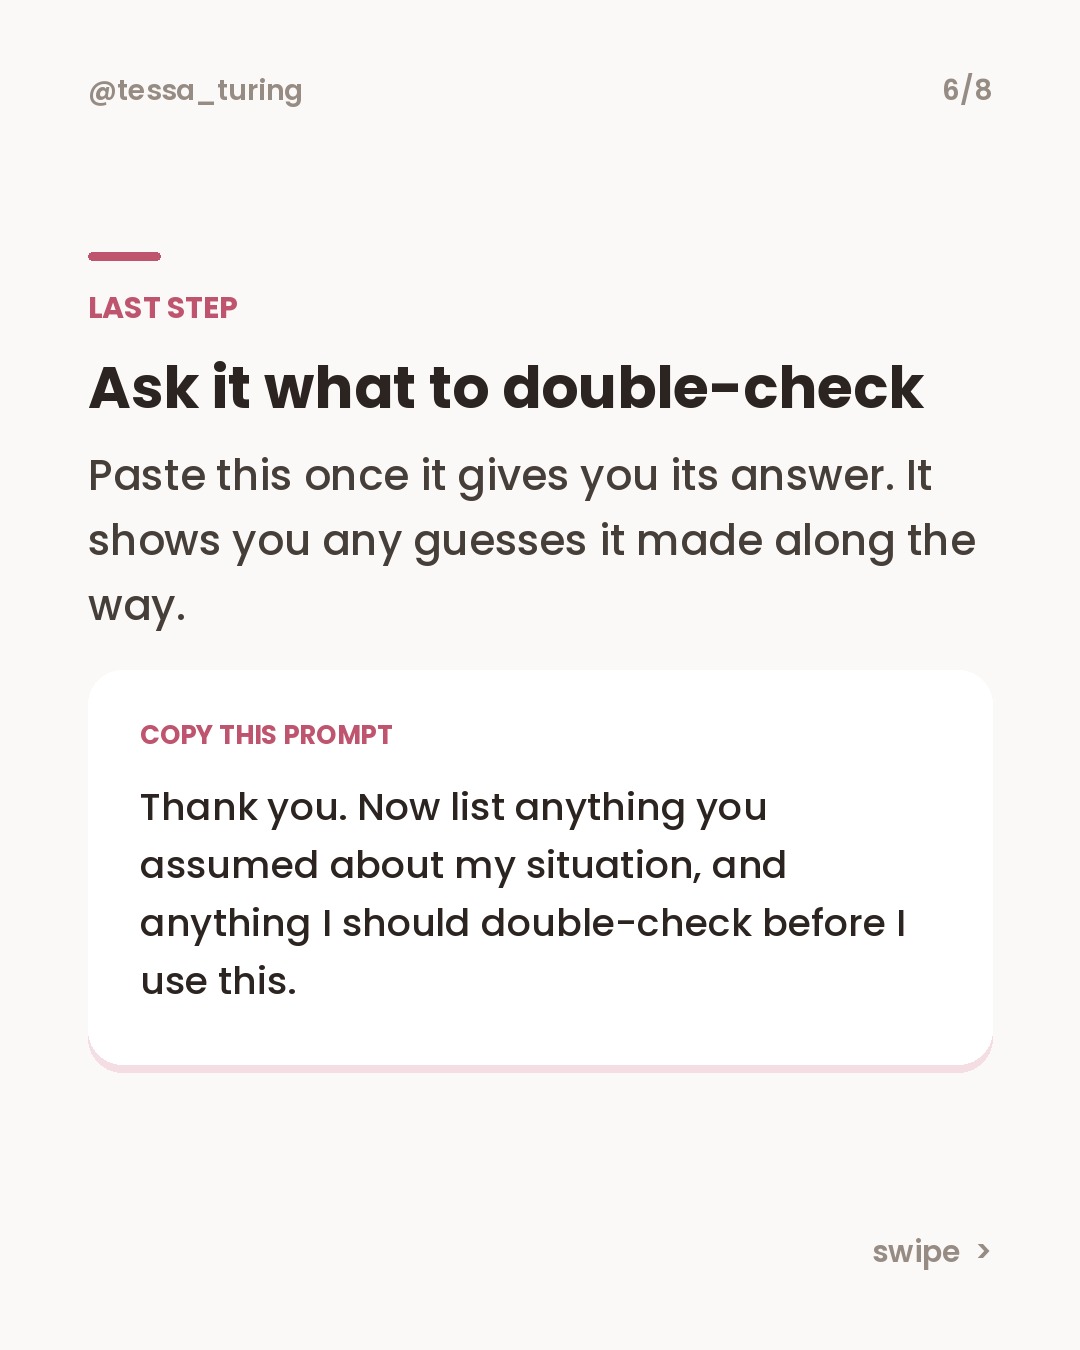 @tessa_turing
6/8
LAST STEP
Ask it what to double-check
Paste this once it gives you its answer. It
shows you any guesses it made along the
way.
COPY THIS PROMPT
Thank you. Now list anything you
assumed about my situation, and
anything I should double-check before I
use this.
swipe >